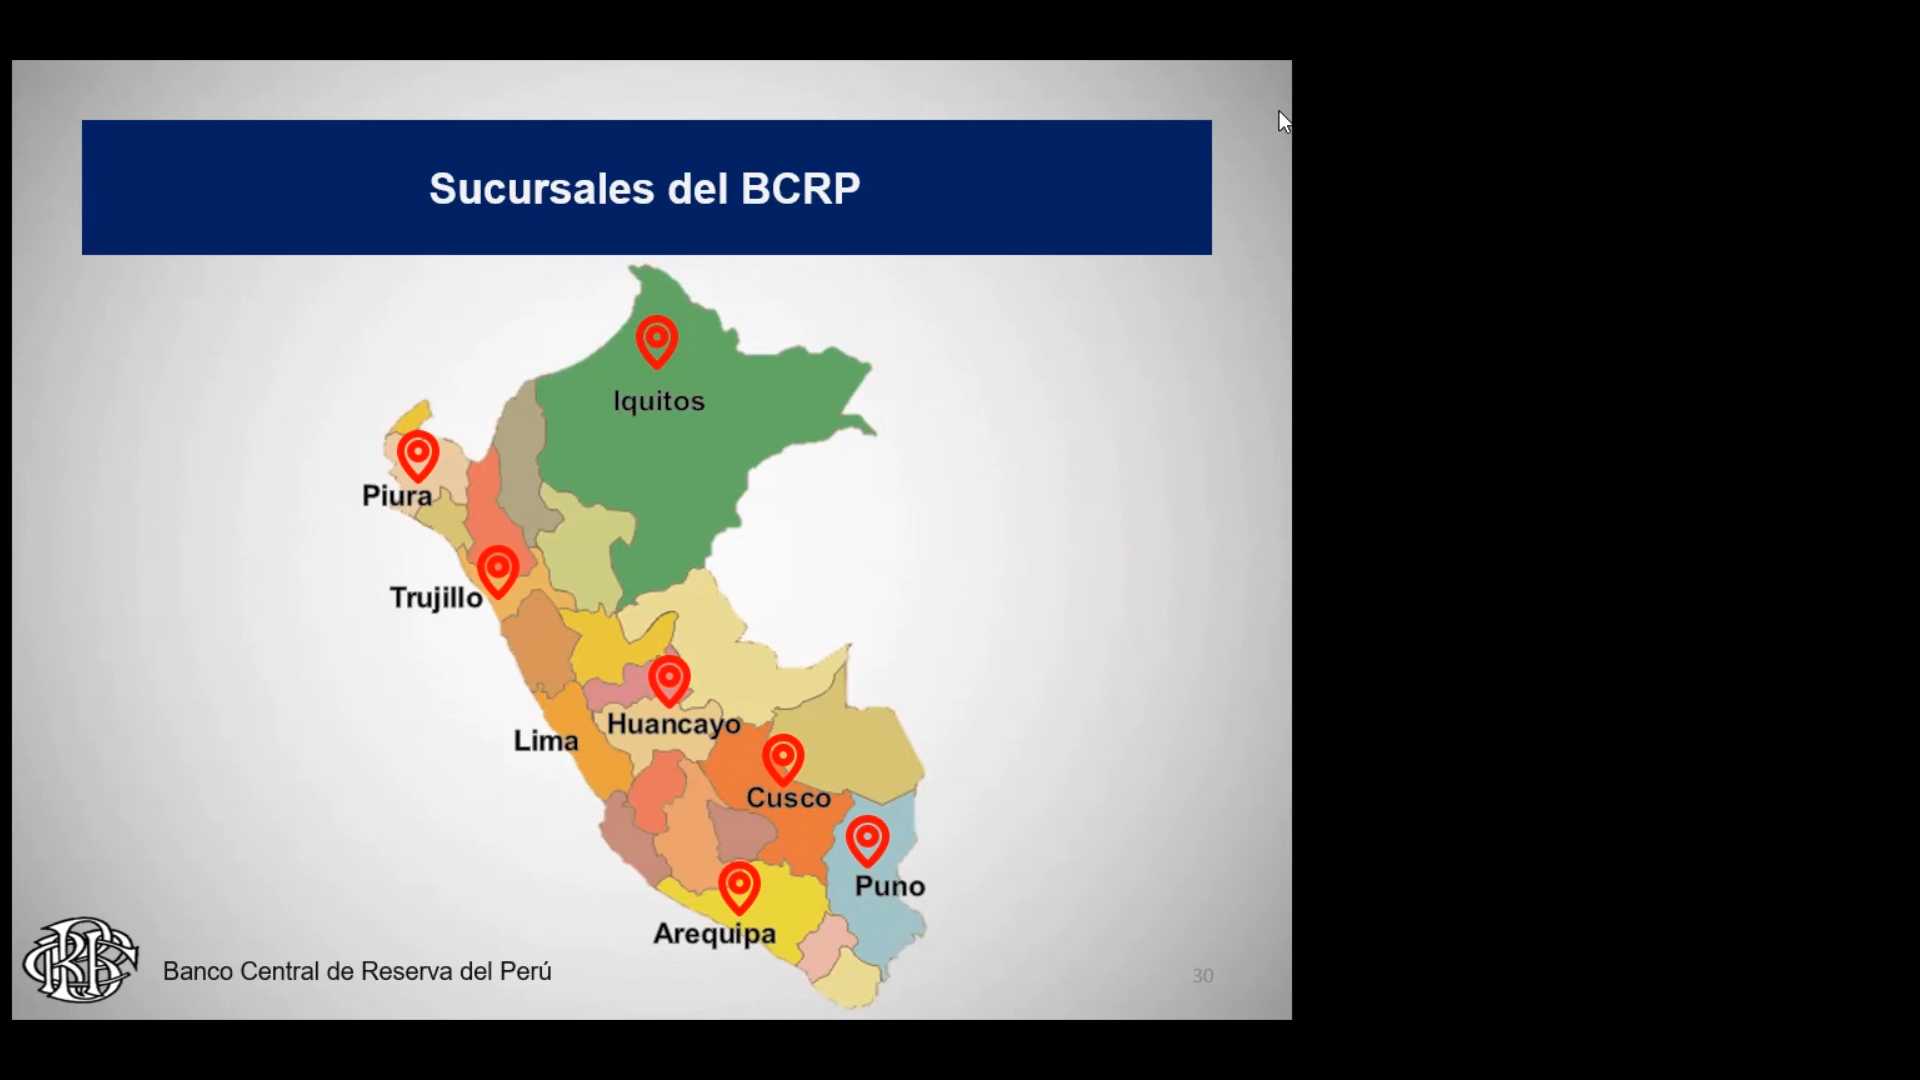 Sucursales del BCRP
Iquitos
Piura
Trujillo
Huancayo
Lima
Cusco
Puno
Arequipa
Banco Central de Reserva del Perú
30